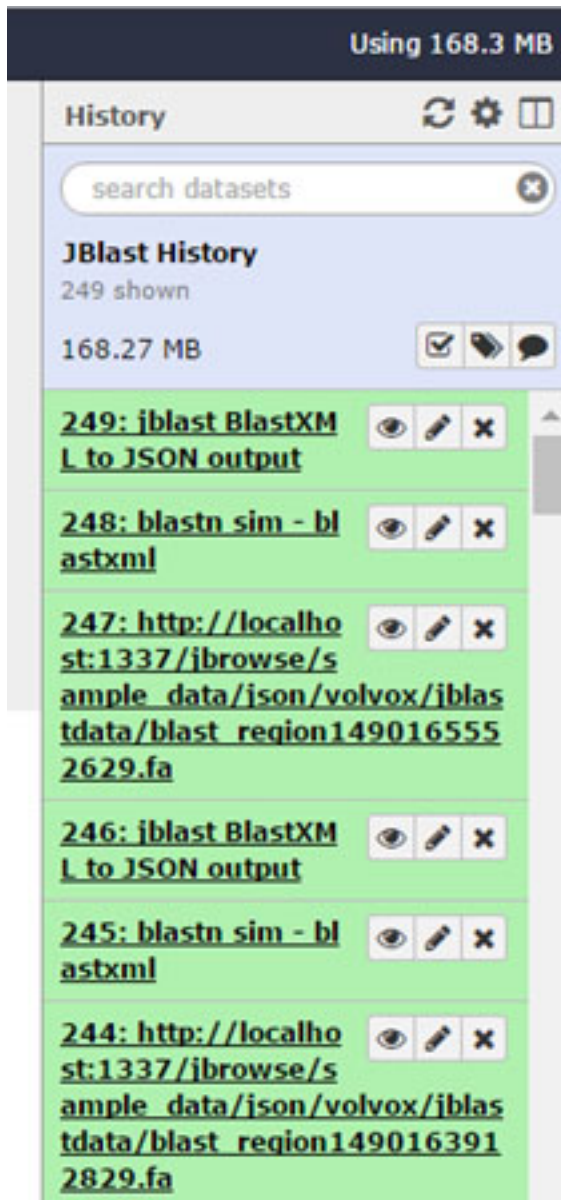 Using 168.3 MB
History
search datasets
JBlast History
249 shown
168.27 MB
249: jblast BlastXM
L to JSON output
248: blastn sim - bl
astxml
247: http://localho
st:1337/jbrowse/s
ample_data/json/volvox/jblas
tdata/blast_region149016555
2629.fa
246: jblast BlastXM
L to JSON output
245: blastn sim - bl
astxml
244: http://localho
st:1337/jbrowse/s
ample_data/json/volvox/jblas
tdata/blast_region149016391
2829.fa